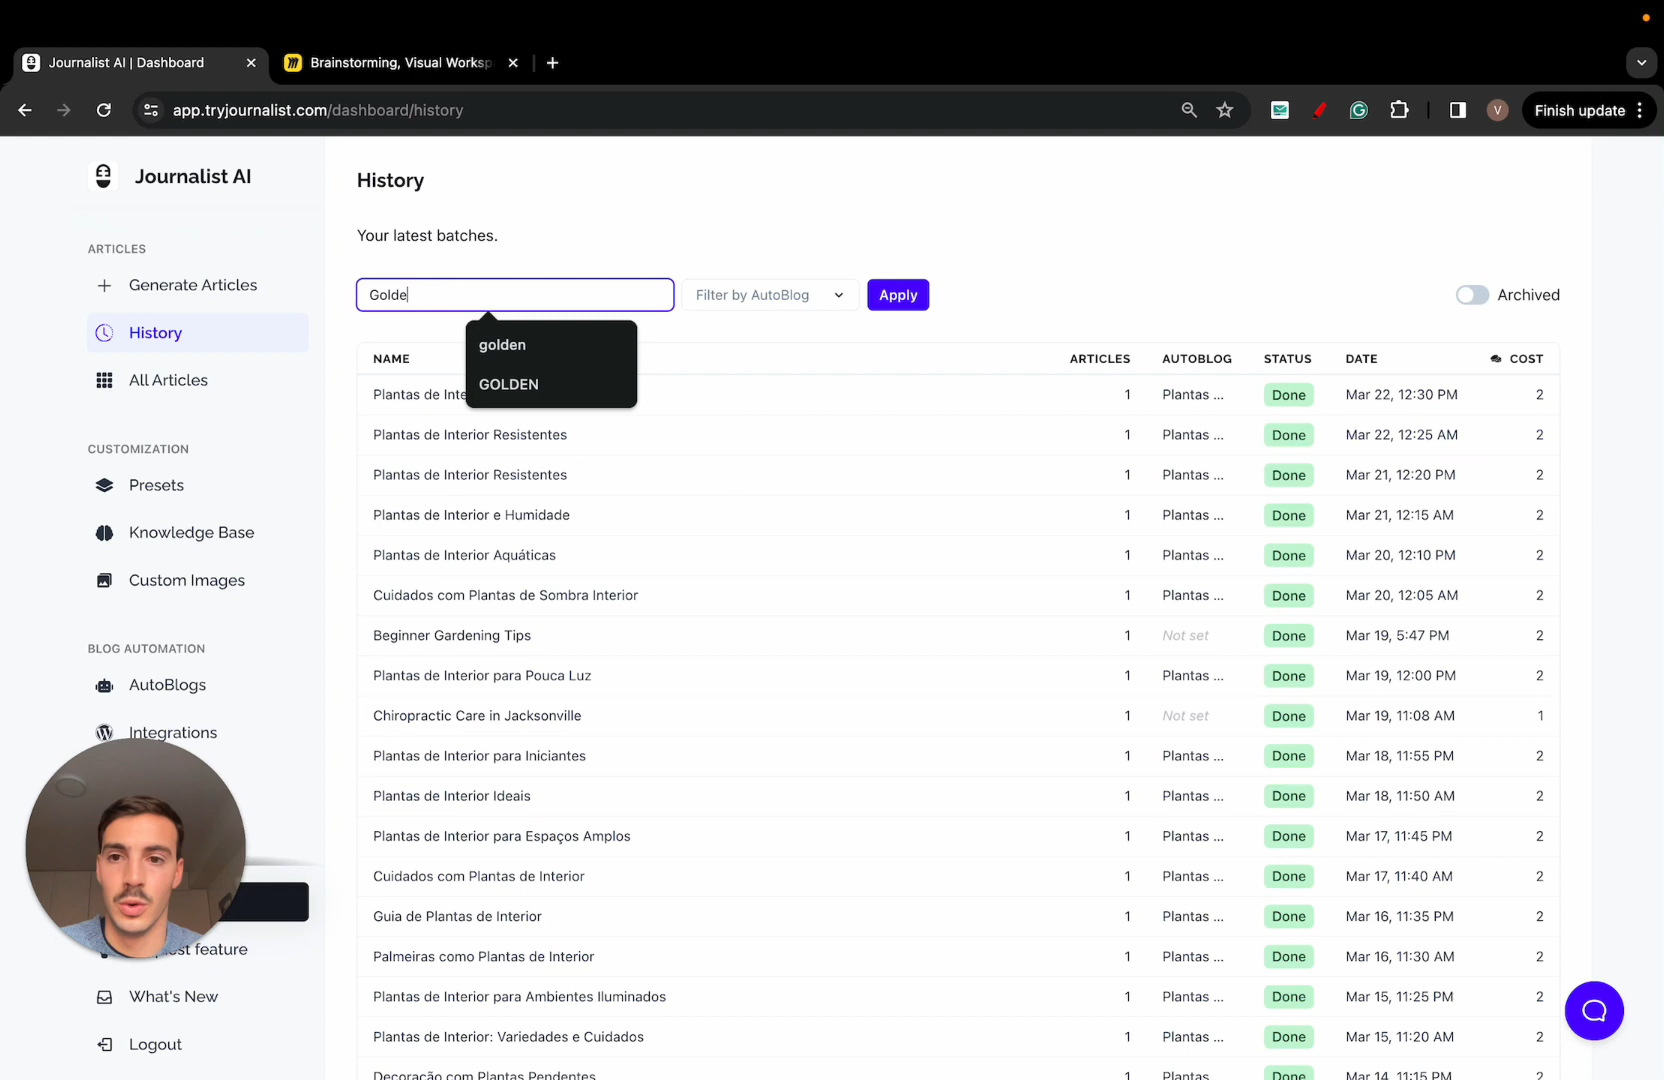 Journalist AI | Dashboard
Brainstorming, Visual Worksp
app.tryjournalist.com/dashboard/history
V
Finish update
Journalist AI
ARTICLES
Generate Articles
History
All Articles
CUSTOMIZATION
Presets
Knowledge Base
Custom Images
BLOG AUTOMATION
AutoBlogs
Integrations
feature
What's New
Logout
History
Your latest batches.
Golde
Filter by AutoBlog
Apply
Archived
golden
GOLDEN
NAME ARTICLES AUTOBLOG STATUS DATE COST
Plantas de Inte 1 Plantas ... Done Mar 22, 12:30 PM 2
Plantas de Interior Resistentes 1 Plantas ... Done Mar 22, 12:25 AM 2
Plantas de Interior Resistentes 1 Plantas ... Done Mar 21, 12:20 PM 2
Plantas de Interior e Humidade 1 Plantas ... Done Mar 21, 12:15 AM 2
Plantas de Interior Aquáticas 1 Plantas ... Done Mar 20, 12:10 PM 2
Cuidados com Plantas de Sombra Interior 1 Plantas ... Done Mar 20, 12:05 AM 2
Beginner Gardening Tips 1 Not set Done Mar 19, 5:47 PM 2
Plantas de Interior para Pouca Luz 1 Plantas ... Done Mar 19, 12:00 PM 2
Chiropractic Care in Jacksonville 1 Not set Done Mar 19, 11:08 AM 1
Plantas de Interior para Iniciantes 1 Plantas ... Done Mar 18, 11:55 PM 2
Plantas de Interior Ideais 1 Plantas ... Done Mar 18, 11:50 AM 2
Plantas de Interior para Espaços Amplos 1 Plantas ... Done Mar 17, 11:45 PM 2
Cuidados com Plantas de Interior 1 Plantas ... Done Mar 17, 11:40 AM 2
Guia de Plantas de Interior 1 Plantas ... Done Mar 16, 11:35 PM 2
Palmeiras como Plantas de Interior 1 Plantas ... Done Mar 16, 11:30 AM 2
Plantas de Interior para Ambientes Iluminados 1 Plantas ... Done Mar 15, 11:25 PM 2
Plantas de Interior: Variedades e Cuidados 1 Plantas ... Done Mar 15, 11:20 AM 2
Decoração com Plantas Pendentes 1 Plantas Done Mar 14, 11:15 PM 2